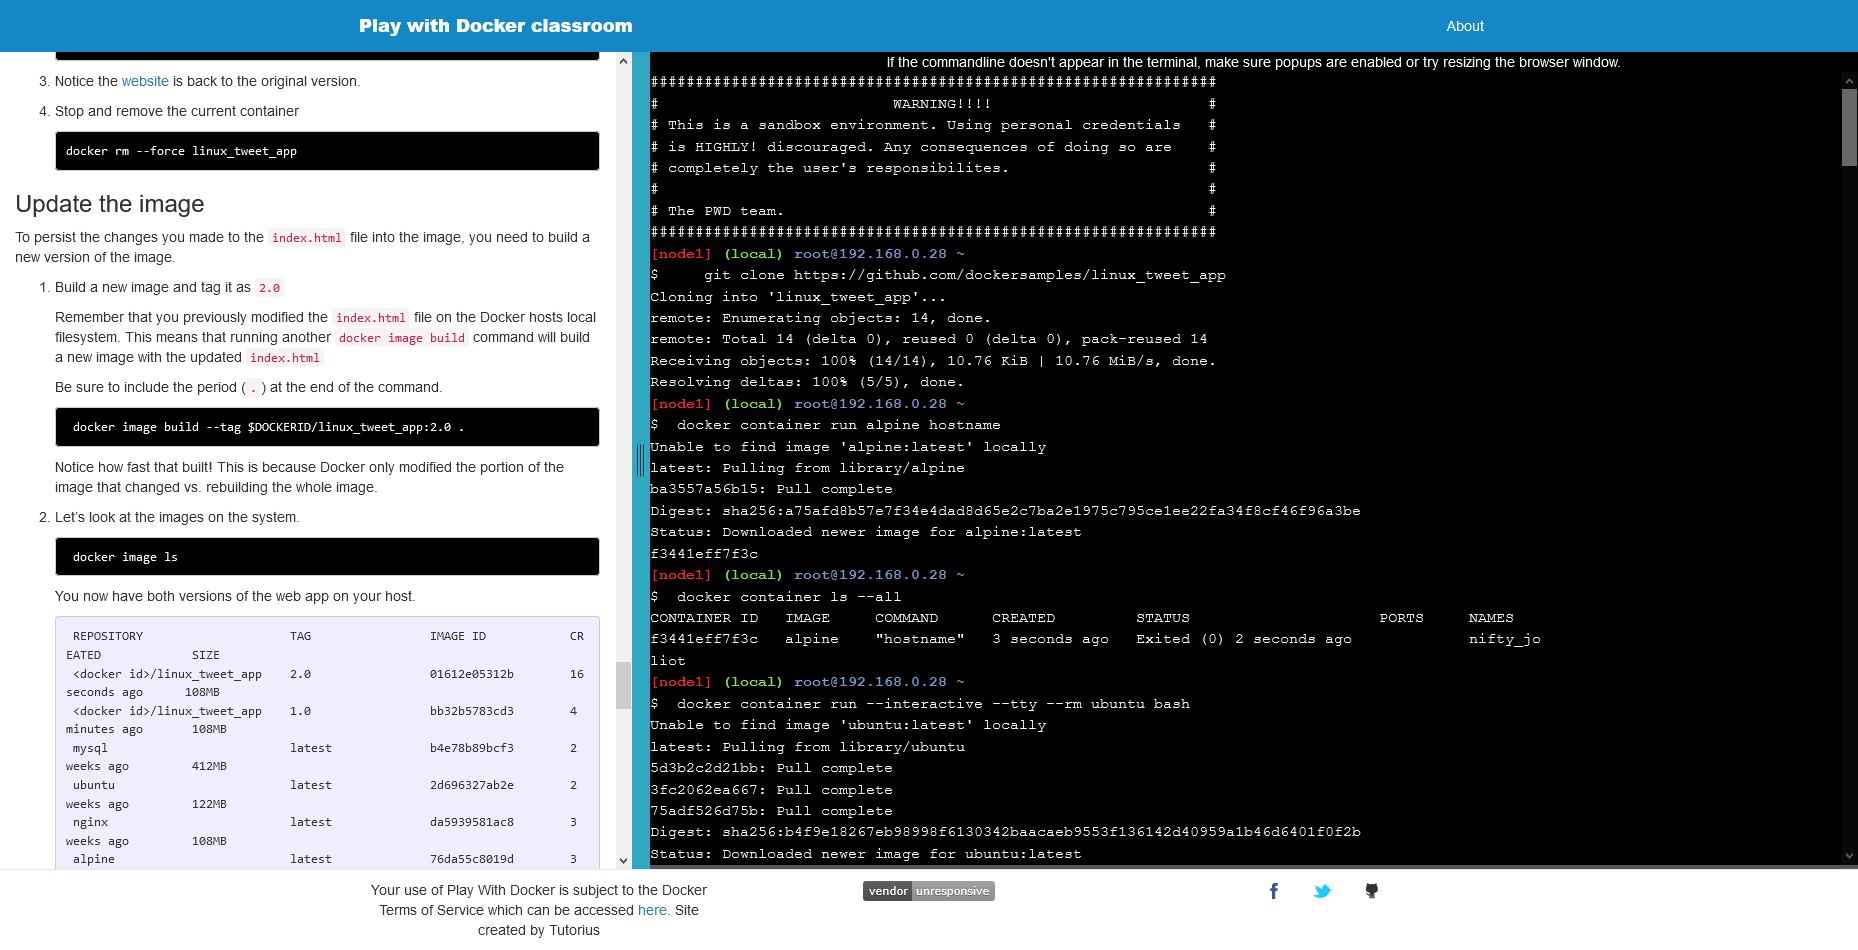 Play with Docker classroom
About
3. Notice the website is back to the original version.
4. Stop and remove the current container
docker rm --force linux_tweet_app
Update the image
To persist the changes you made to the index.html file into the image, you need to build a
new version of the image.
1. Build a new image and tag it as 2.0
Remember that you previously modified the index.html file on the Docker hosts local
filesystem. This means that running another docker image build command will build
a new image with the updated index.html
Be sure to include the period ( . ) at the end of the command.
docker image build --tag $DOCKERID/linux_tweet_app:2.0 .
Notice how fast that built! This is because Docker only modified the portion of the
image that changed vs. rebuilding the whole image.
2. Let’s look at the images on the system.
docker image ls
You now have both versions of the web app on your host.
REPOSITORY TAG IMAGE ID CR
EATED SIZE
<docker id>/linux_tweet_app 2.0 01612e05312b 16
seconds ago 108MB
<docker id>/linux_tweet_app 1.0 bb32b5783cd3 4
minutes ago 108MB
mysql latest b4e78b89bcf3 2
weeks ago 412MB
ubuntu latest 2d696327ab2e 2
weeks ago 122MB
nginx latest da5939581ac8 3
weeks ago 108MB
alpine latest 76da55c8019d 3
If the commandline doesn't appear in the terminal, make sure popups are enabled or try resizing the browser window.
###############################################################
# WARNING!!!! #
# This is a sandbox environment. Using personal credentials #
# is HIGHLY! discouraged. Any consequences of doing so are #
# completely the user's responsibilites. #
# #
# The PWD team. #
###############################################################
[node1] (local) root@192.168.0.28 ~
$ git clone https://github.com/dockersamples/linux_tweet_app
Cloning into 'linux_tweet_app'...
remote: Enumerating objects: 14, done.
remote: Total 14 (delta 0), reused 0 (delta 0), pack-reused 14
Receiving objects: 100% (14/14), 10.76 KiB | 10.76 MiB/s, done.
Resolving deltas: 100% (5/5), done.
[node1] (local) root@192.168.0.28 ~
$ docker container run alpine hostname
Unable to find image 'alpine:latest' locally
latest: Pulling from library/alpine
ba3557a56b15: Pull complete
Digest: sha256:a75afd8b57e7f34e4dad8d65e2c7ba2e1975c795ce1ee22fa34f8cf46f96a3be
Status: Downloaded newer image for alpine:latest
f3441eff7f3c
[node1] (local) root@192.168.0.28 ~
$ docker container ls --all
CONTAINER ID IMAGE COMMAND CREATED STATUS PORTS NAMES
f3441eff7f3c alpine "hostname" 3 seconds ago Exited (0) 2 seconds ago nifty_jo
liot
[node1] (local) root@192.168.0.28 ~
$ docker container run --interactive --tty --rm ubuntu bash
Unable to find image 'ubuntu:latest' locally
latest: Pulling from library/ubuntu
5d3b2c2d21bb: Pull complete
3fc2062ea667: Pull complete
75adf526d75b: Pull complete
Digest: sha256:b4f9e18267eb98998f6130342baacaeb9553f136142d40959a1b46d6401f0f2b
Status: Downloaded newer image for ubuntu:latest
Your use of Play With Docker is subject to the Docker
Terms of Service which can be accessed here. Site
created by Tutorius
vendor unresponsive